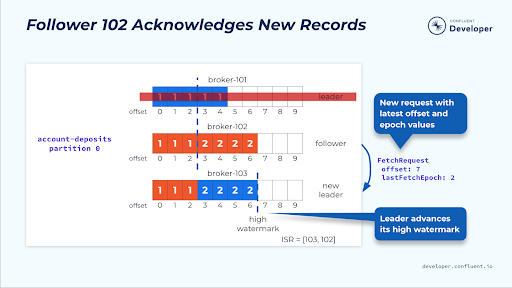 Follower 102 Acknowledges New Records
CONFLUENT
Developer
broker-101
1 1 1 1 1
leader
offset 0 1 2 3 4 5 6 7 8 9
account-deposits
partition 0
broker-102
1 1 1 2 2 2 2
follower
offset 0 1 2 3 4 5 6 7 8 9
broker-103
1 1 1 2 2 2 2
new
leader
offset 0 1 2 3 4 5 6 7 8 9
high
watermark
ISR = [103, 102]
New request with
latest offset and
epoch values
FetchRequest
offset: 7
lastFetchEpoch: 2
Leader advances
its high watermark
developer.confluent.io